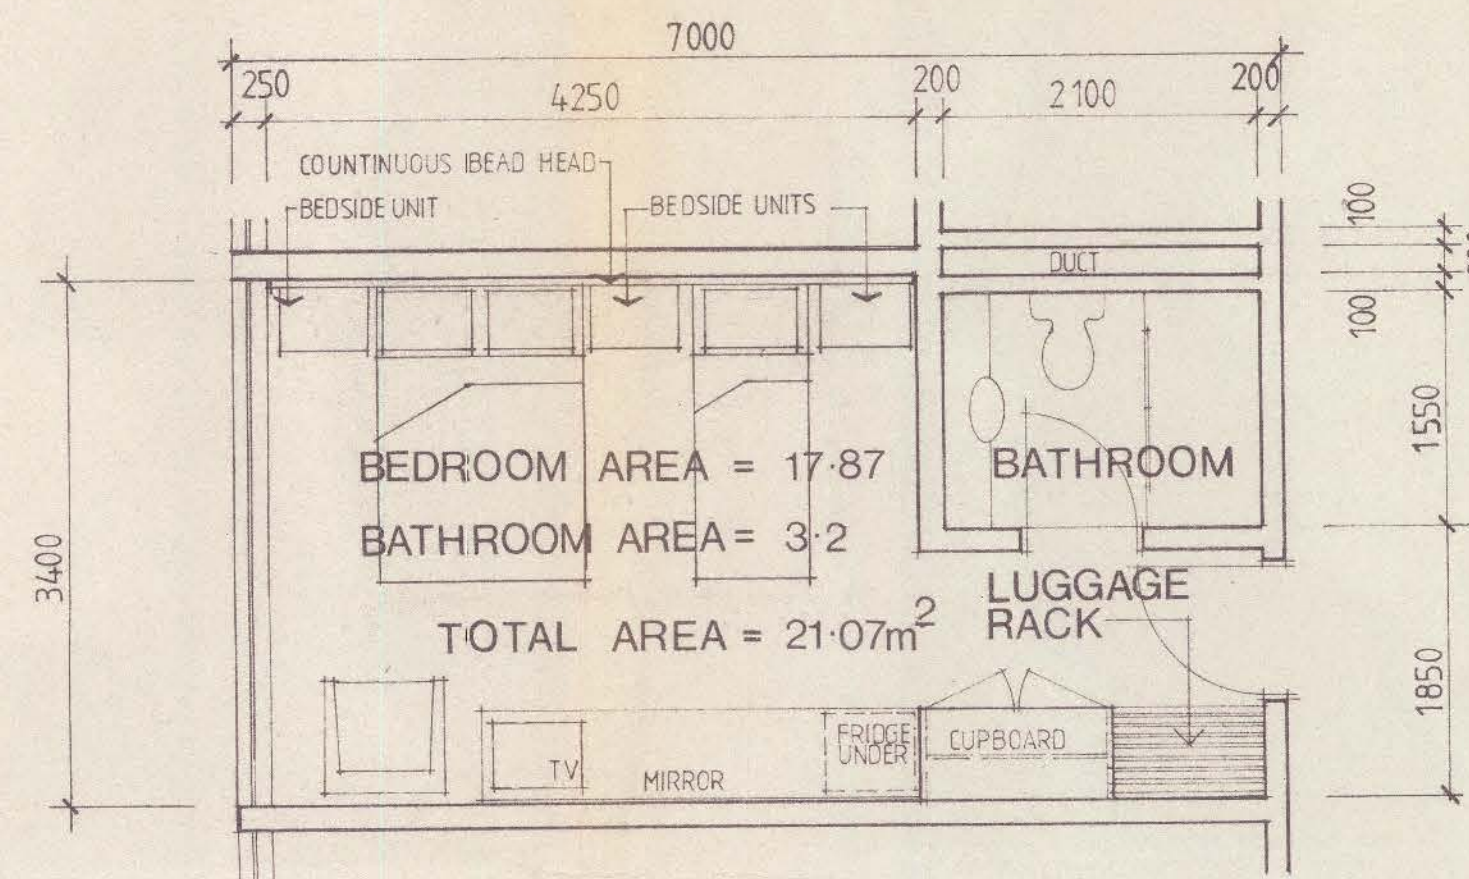 7000
250
4250
200
2100
200
COUNTINUOUS BEAD HEAD
BEDSIDE UNIT
BEDSIDE UNITS
100
DUCT
100
1550
3400
BEDROOM AREA = 17·87
BATHROOM
BATHROOM AREA = 3·2
LUGGAGE
RACK
TOTAL AREA = 21·07m²
1850
FRIDGE
UNDER
CUPBOARD
TV
MIRROR